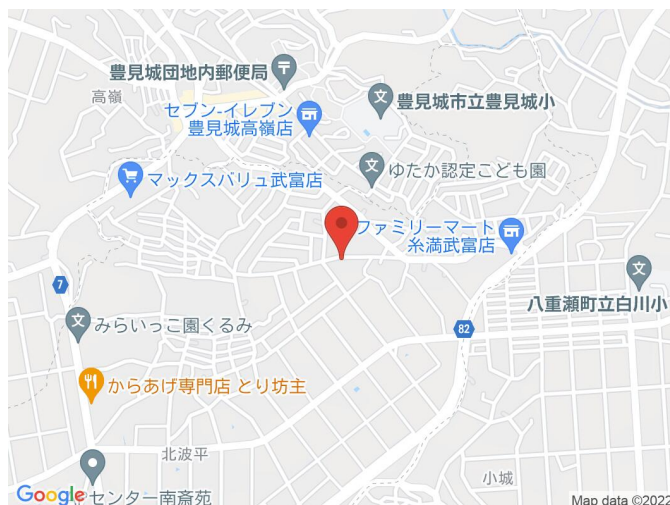 豊見城団地内郵便局
高嶺
セブン-イレブン
豊見城高嶺店
豊見城市立豊見城小
ゆたか認定こども園
マックスバリュ武富店
ファミリーマート
糸満武富店
7
八重瀬町立白川小
82
みらいっこ園くるみ
からあげ専門店 とり坊主
北波平
小城
Google
センター南斎苑
Map data ©2022